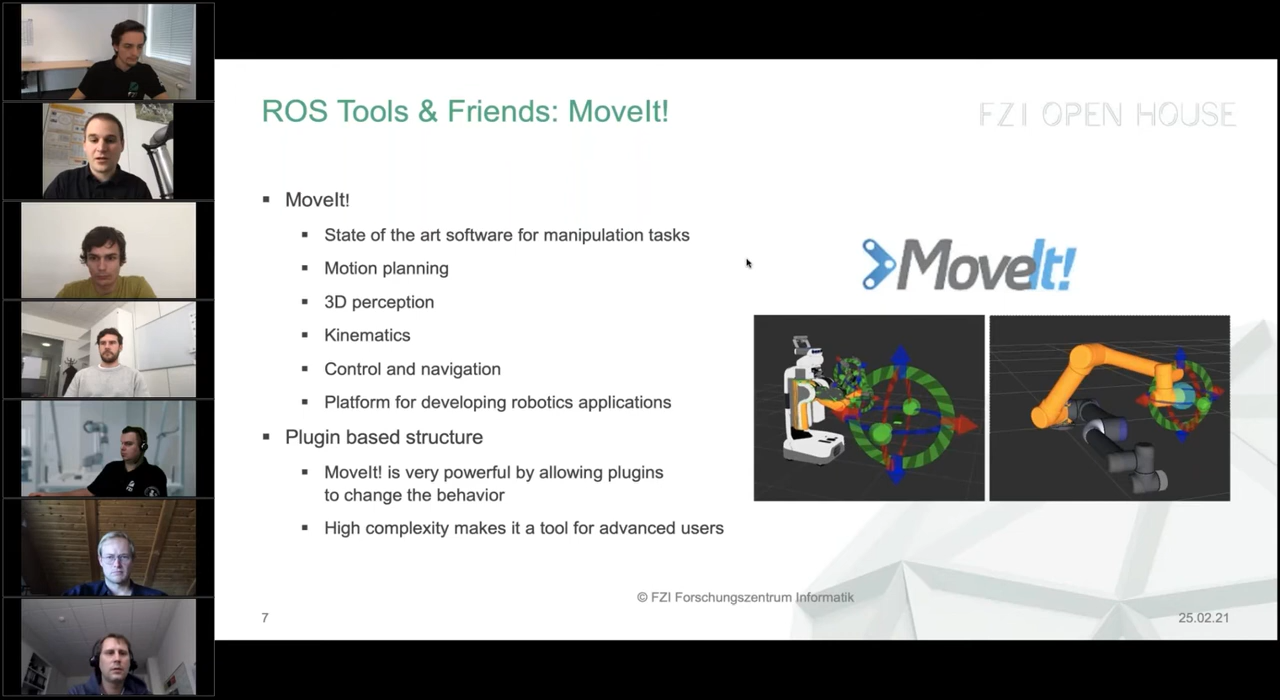 ROS Tools & Friends: MoveIt!
FZI OPEN HOUSE
▪ MoveIt!
▪ State of the art software for manipulation tasks
▪ Motion planning
▪ 3D perception
▪ Kinematics
▪ Control and navigation
▪ Platform for developing robotics applications
▪ Plugin based structure
▪ MoveIt! is very powerful by allowing plugins
to change the behavior
▪ High complexity makes it a tool for advanced users
MoveIt!
© FZI Forschungszentrum Informatik
7
25.02.21